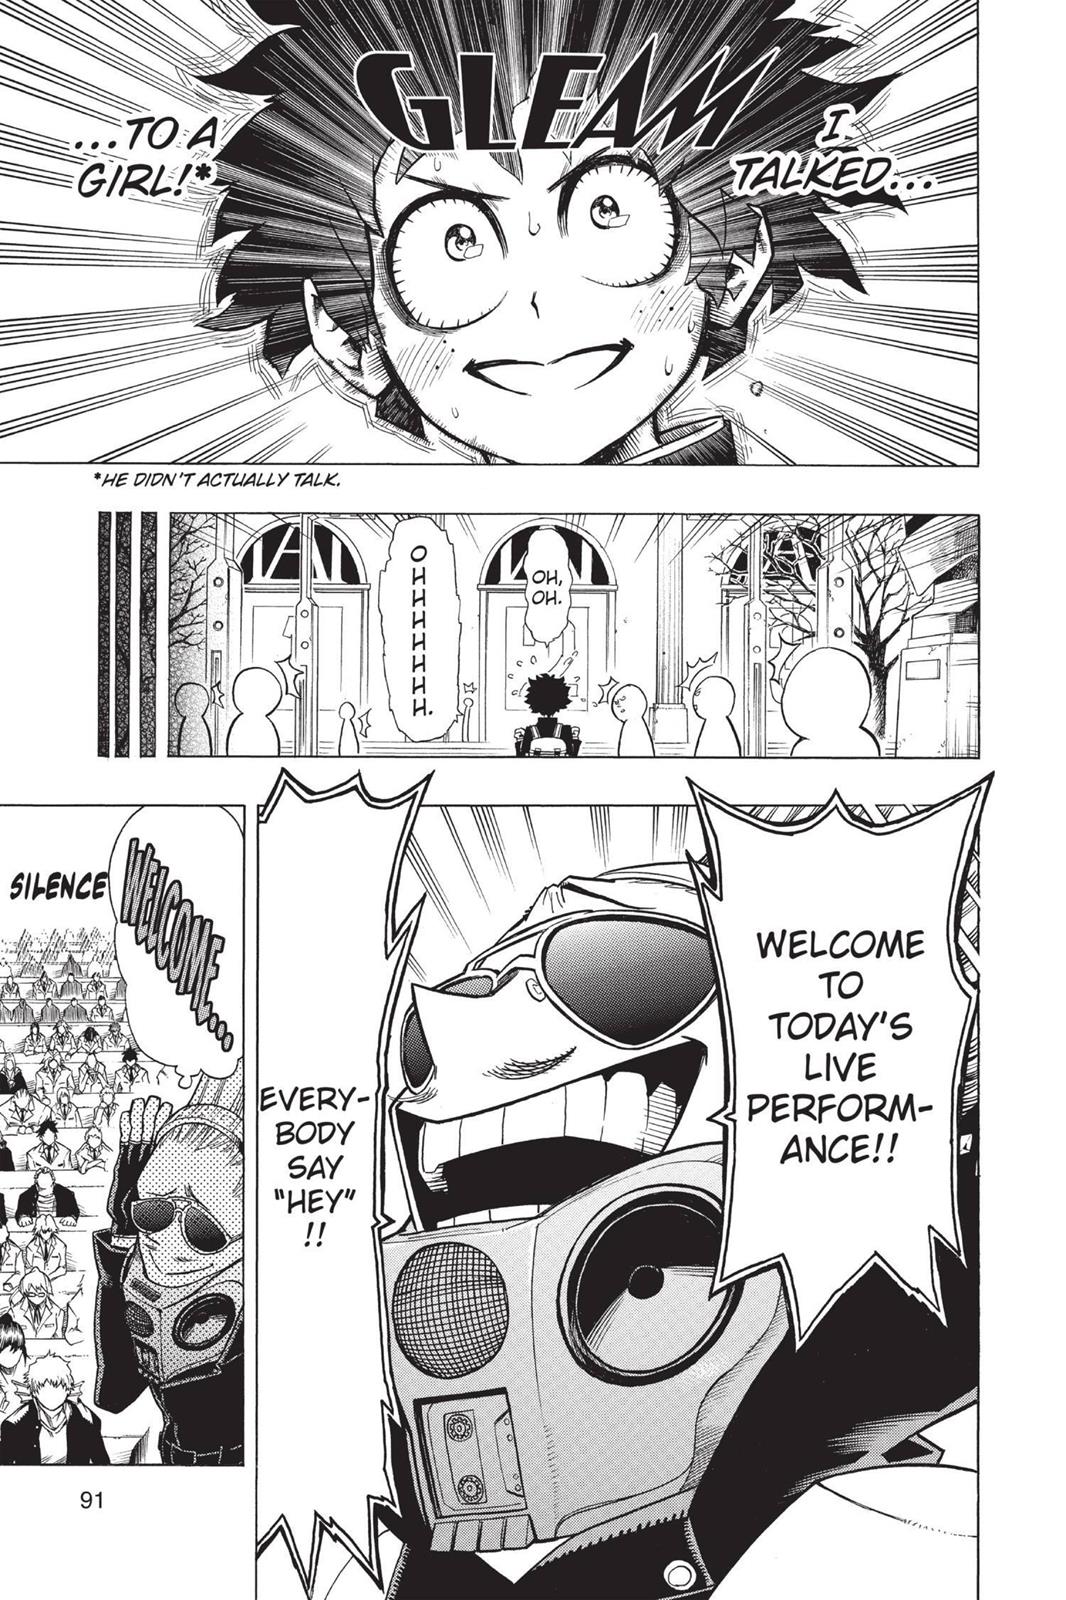 I
TALKED...
GLEAM
...TO A
GIRL!*
*HE DIDN'T ACTUALLY TALK.
OH,
OH.
OHHHHHHH.
WELCOME
TO
TODAY'S
LIVE
PERFORM-
ANCE!!
EVERY-
BODY
SAY
"HEY"
!!
WELCOME...
SILENCE
91